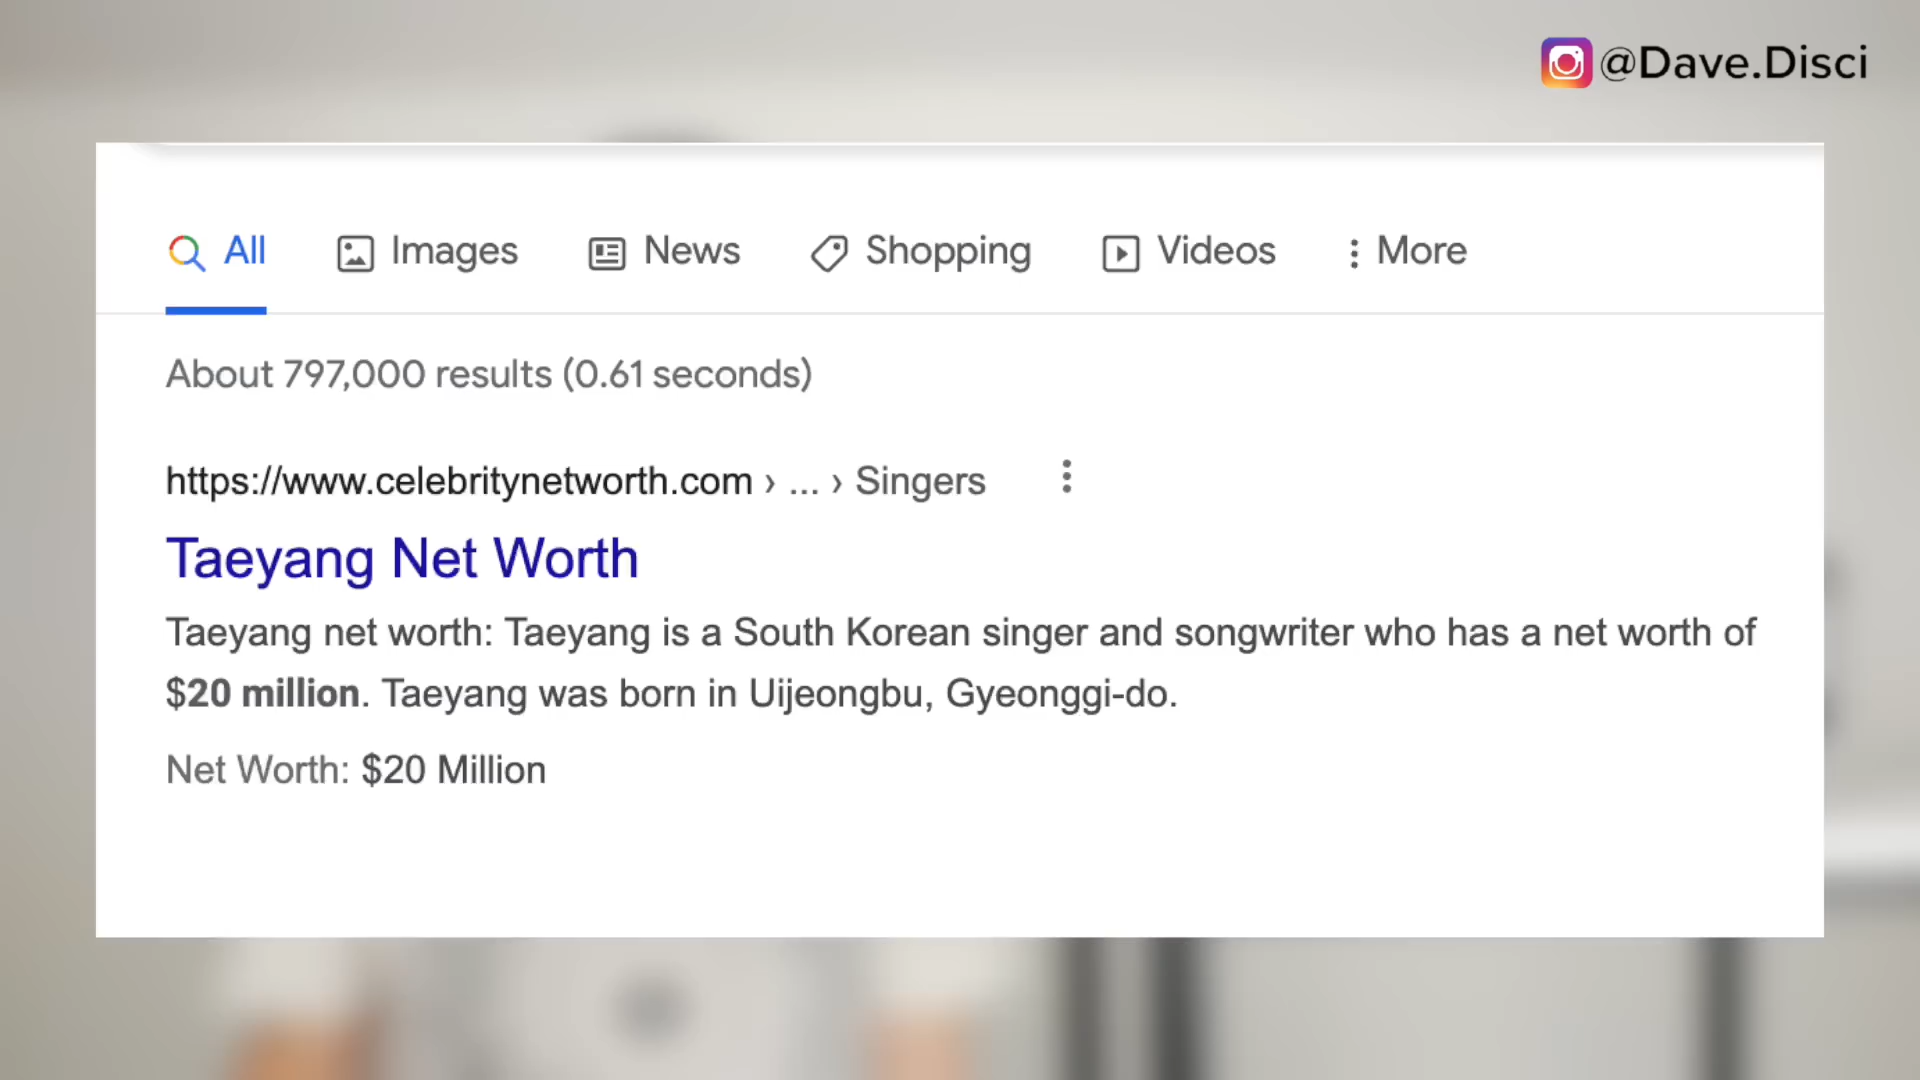 @Dave.Disci
All Images News Shopping Videos More
About 797,000 results (0.61 seconds)
https://www.celebritynetworth.com › ... › Singers
Taeyang Net Worth
Taeyang net worth: Taeyang is a South Korean singer and songwriter who has a net worth of
$20 million. Taeyang was born in Uijeongbu, Gyeonggi-do.
Net Worth: $20 Million